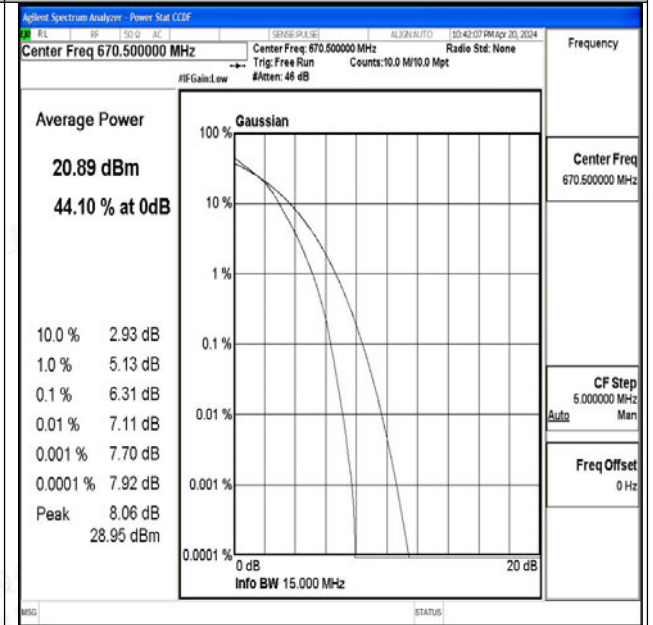 Agilent Spectrum Analyzer - Power Stat CCDF
RL RF 50 Ω AC SENSE:PULSE ALIGN AUTO 10:42:07 PM Apr 20, 2024
Center Freq 670.500000 MHz
Center Freq: 670.500000 MHz Radio Std: None
Trig: Free Run Counts:10.0 M/10.0 Mpt
#IFGain:Low #Atten: 46 dB
Frequency
Average Power
20.89 dBm
44.10 % at 0dB
10.0 % 2.93 dB
1.0 % 5.13 dB
0.1 % 6.31 dB
0.01 % 7.11 dB
0.001 % 7.70 dB
0.0001 % 7.92 dB
Peak 8.06 dB
28.95 dBm
Gaussian
100 %
10 %
1 %
0.1 %
0.01 %
0.001 %
0.0001 %
0 dB 20 dB
Info BW 15.000 MHz
Center Freq
670.500000 MHz
CF Step
5.000000 MHz
Auto Man
Freq Offset
0 Hz
MSG STATUS